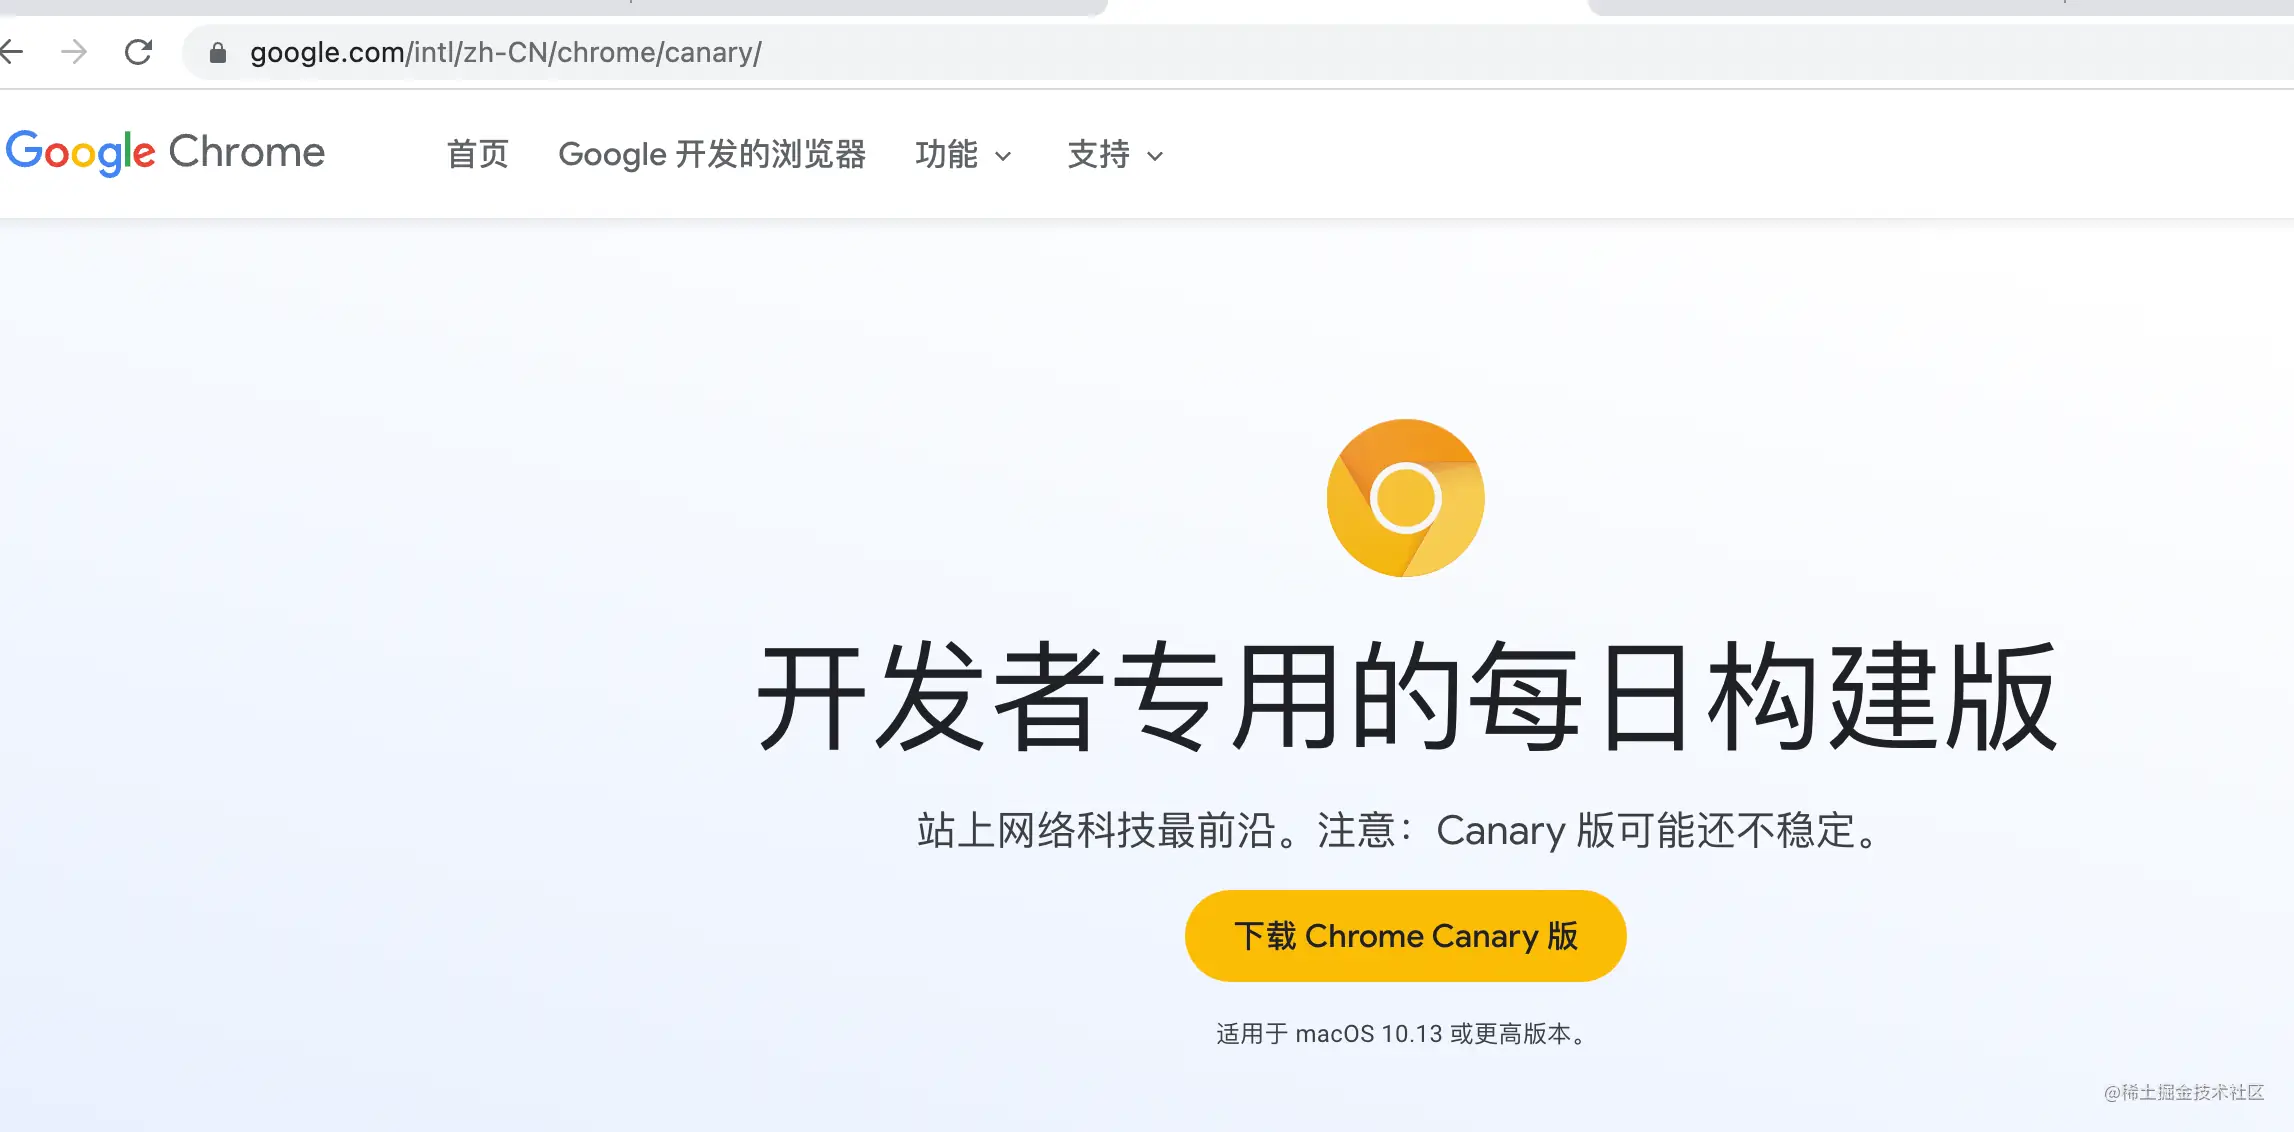 google.com/intl/zh-CN/chrome/canary/
Google Chrome 首页 Google 开发的浏览器 功能 支持
开发者专用的每日构建版
站上网络科技最前沿。注意：Canary 版可能还不稳定。
下载 Chrome Canary 版
适用于 macOS 10.13 或更高版本。
@稀土掘金技术社区